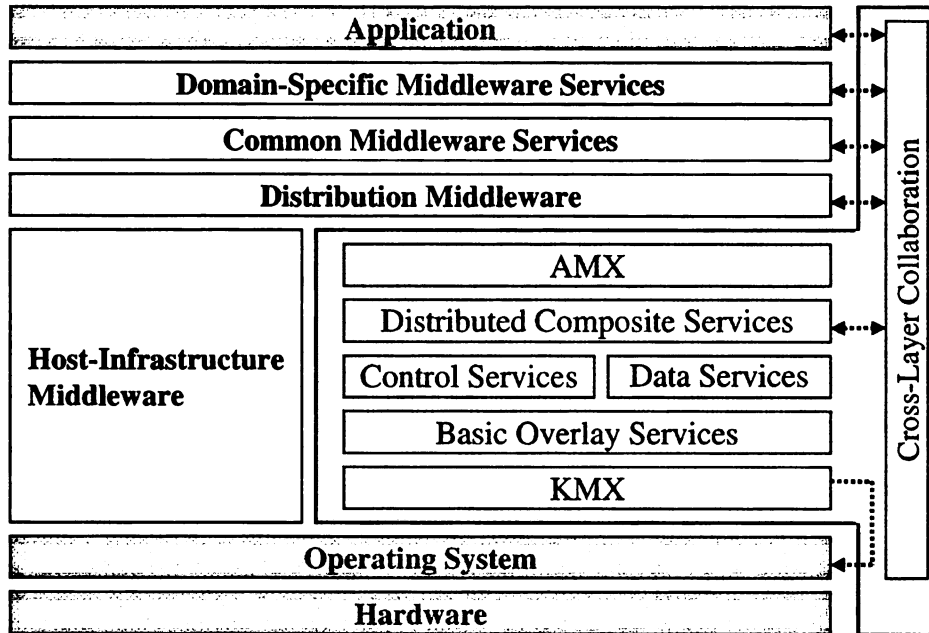 Application
Domain-Specific Middleware Services
Common Middleware Services
Distribution Middleware
Host-Infrastructure
Middleware
AMX
Distributed Composite Services
Control Services
Data Services
Basic Overlay Services
KMX
Operating System
Hardware
Cross-Layer Collaboration